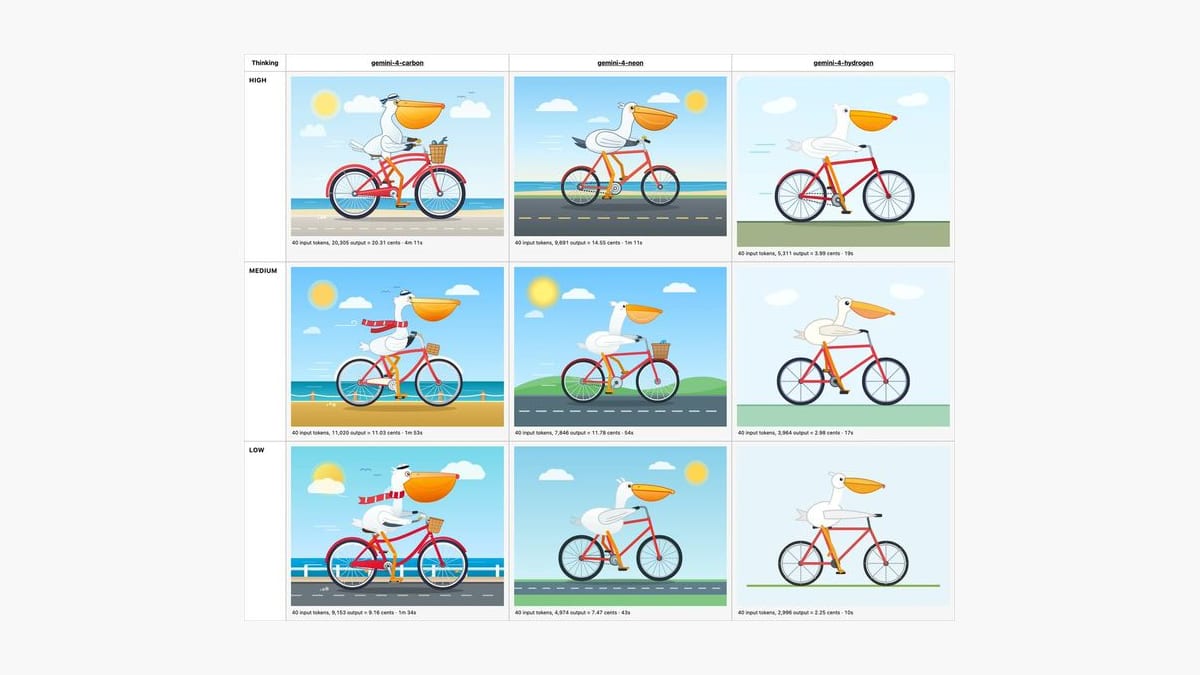 Thinking gemini-4-carbon gemini-4-neon gemini-4-hydrogen
HIGH
40 input tokens, 20,305 output = 20.31 cents · 4m 11s
40 input tokens, 9,691 output = 14.55 cents · 1m 11s
40 input tokens, 5,311 output = 3.99 cents · 19s
MEDIUM
40 input tokens, 11,020 output = 11.03 cents · 1m 53s
40 input tokens, 7,846 output = 11.78 cents · 54s
40 input tokens, 3,964 output = 2.98 cents · 17s
LOW
40 input tokens, 9,153 output = 9.16 cents · 1m 34s
40 input tokens, 4,974 output = 7.47 cents · 43s
40 input tokens, 2,996 output = 2.25 cents · 10s